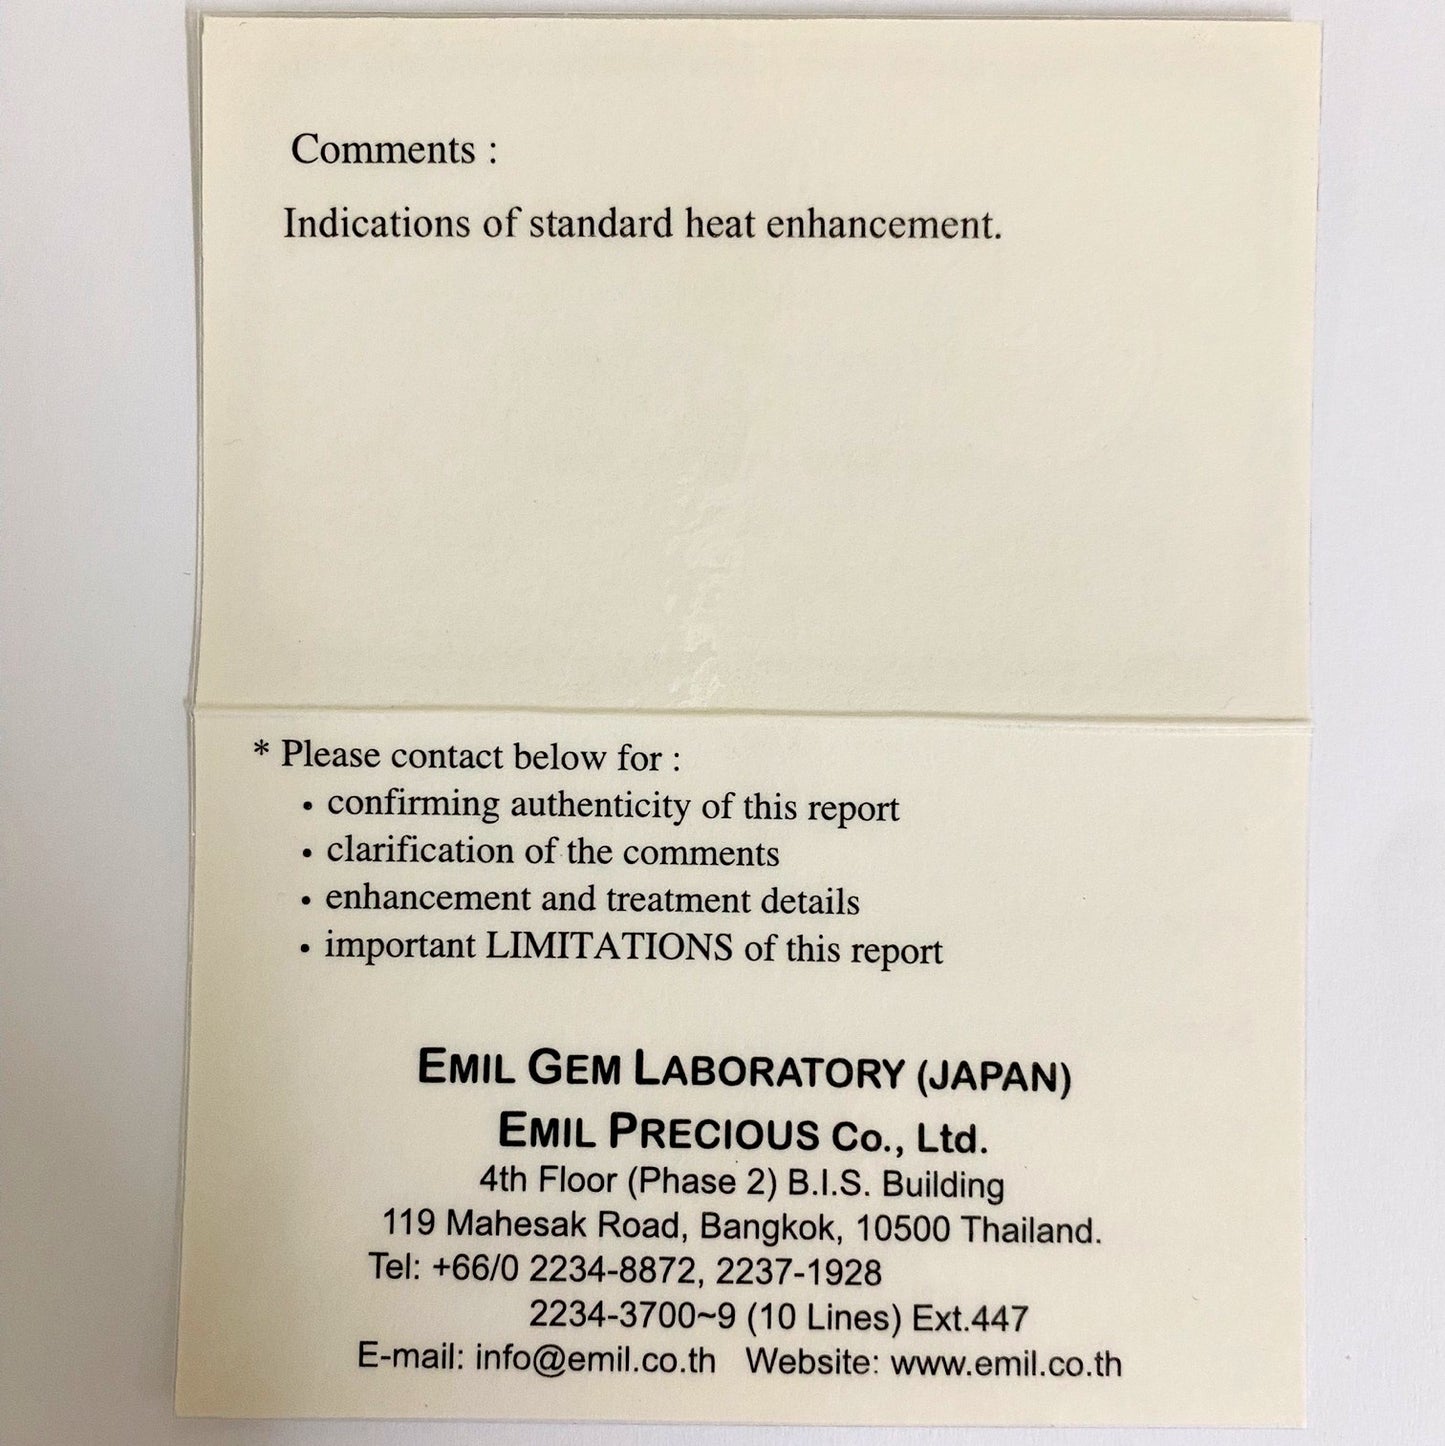 Comments :
Indications of standard heat enhancement.
* Please contact below for :
• confirming authenticity of this report
• clarification of the comments
• enhancement and treatment details
• important LIMITATIONS of this report
EMIL GEM LABORATORY (JAPAN)
EMIL PRECIOUS Co., Ltd.
4th Floor (Phase 2) B.I.S. Building
119 Mahesak Road, Bangkok, 10500 Thailand.
Tel: +66/0 2234-8872, 2237-1928
2234-3700~9 (10 Lines) Ext.447
E-mail: info@emil.co.th Website: www.emil.co.th